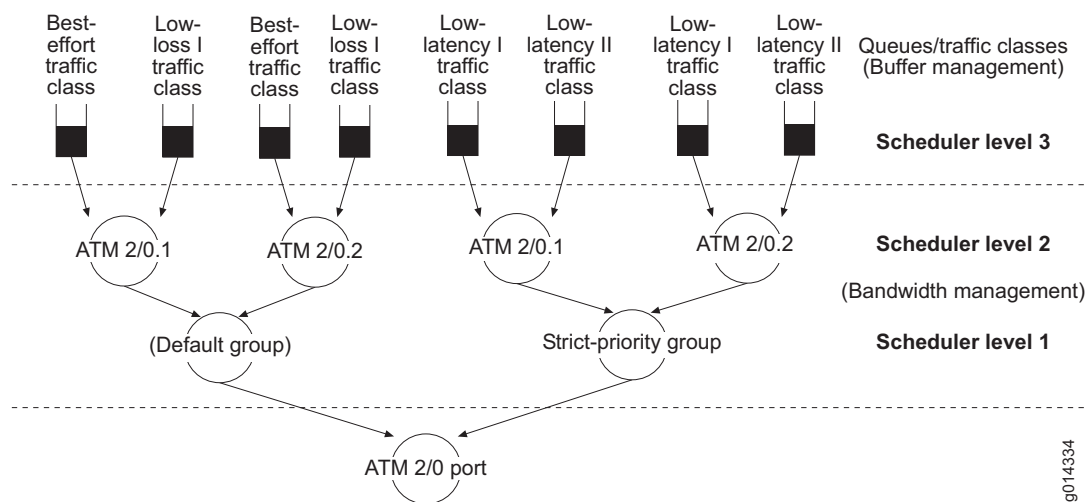 Best-
effort
traffic
class
Low-
loss I
traffic
class
Best-
effort
traffic
class
Low-
loss I
traffic
class
Low-
latency I
traffic
class
Low-
latency II
traffic
class
Low-
latency I
traffic
class
Low-
latency II
traffic
class
Queues/traffic classes
(Buffer management)
Scheduler level 3
ATM 2/0.1
ATM 2/0.2
ATM 2/0.1
ATM 2/0.2
Scheduler level 2
(Bandwidth management)
(Default group)
Strict-priority group
Scheduler level 1
ATM 2/0 port
g014334